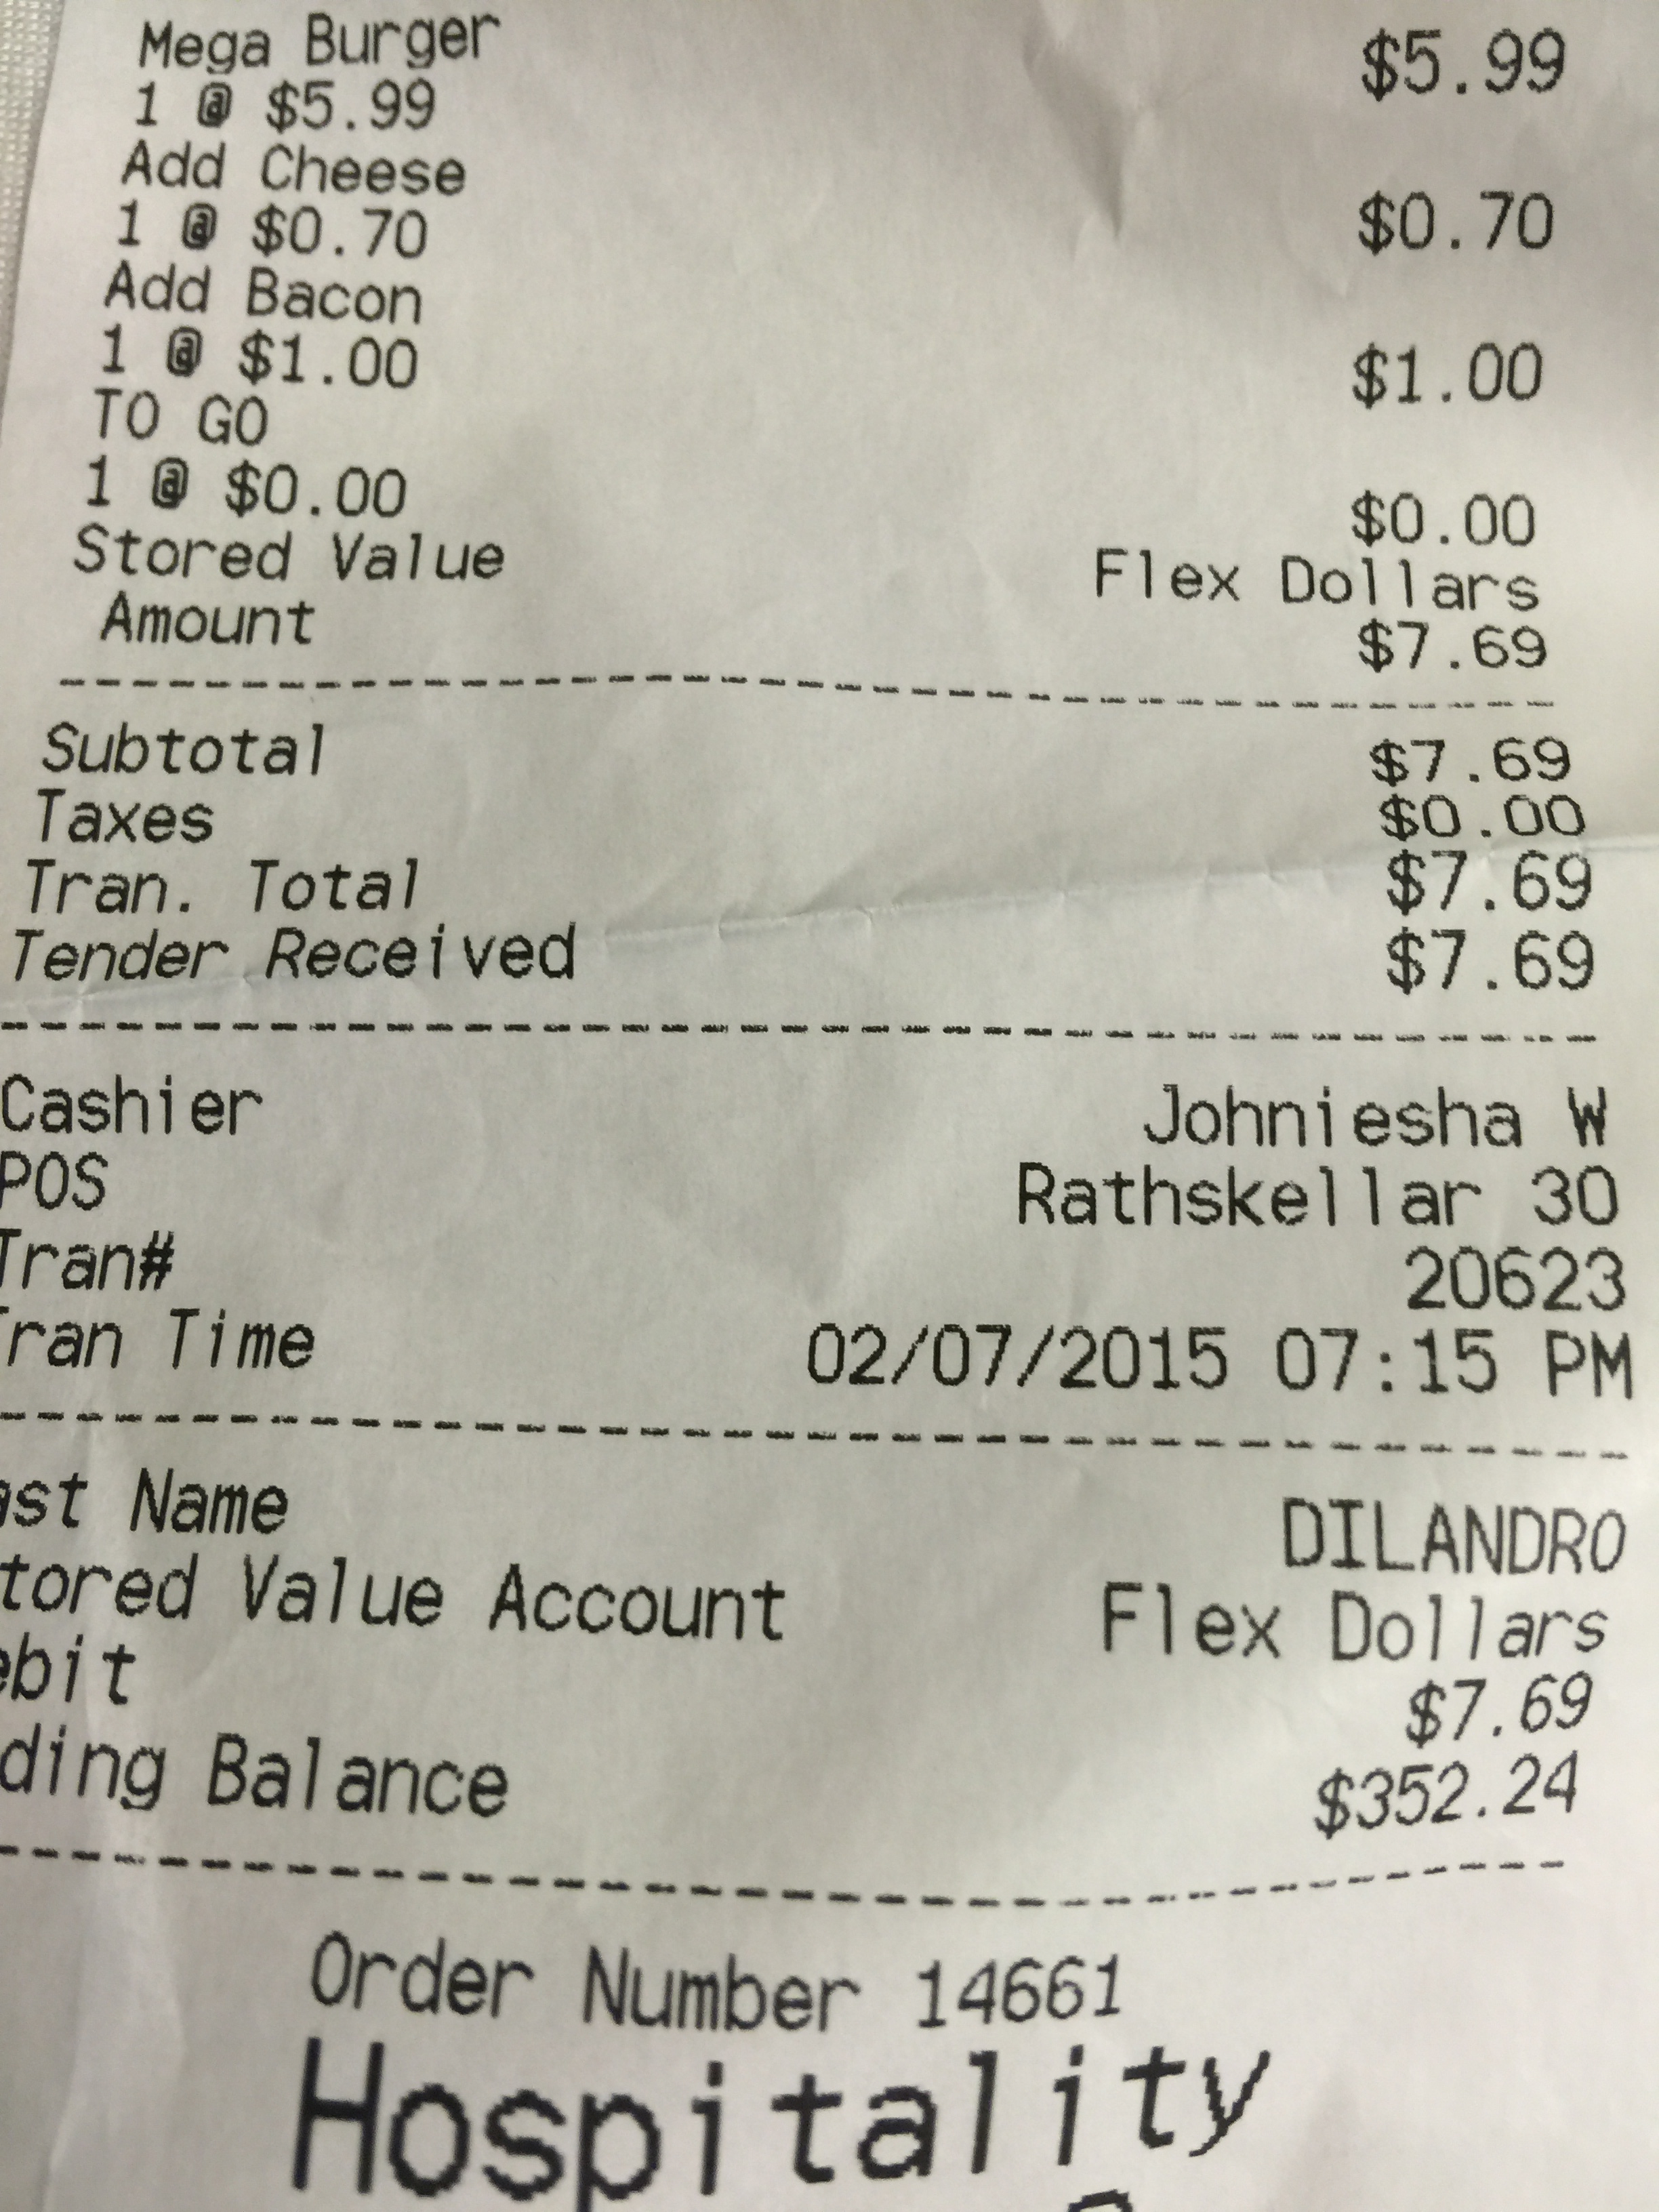 Mega Burger
1 @ $5.99 $5.99
Add Cheese
1 @ $0.70 $0.70
Add Bacon
1 @ $1.00 $1.00
TO GO
1 @ $0.00 $0.00
Stored Value Flex Dollars
Amount $7.69
Subtotal $7.69
Taxes $0.00
Tran. Total $7.69
Tender Received $7.69
Cashier Johniesha W
POS Rathskellar 30
Tran# 20623
Tran Time 02/07/2015 07:15 PM
ast Name DILANDRO
tored Value Account Flex Dollars
ebit $7.69
ding Balance $352.24
Order Number 14661
Hospitality